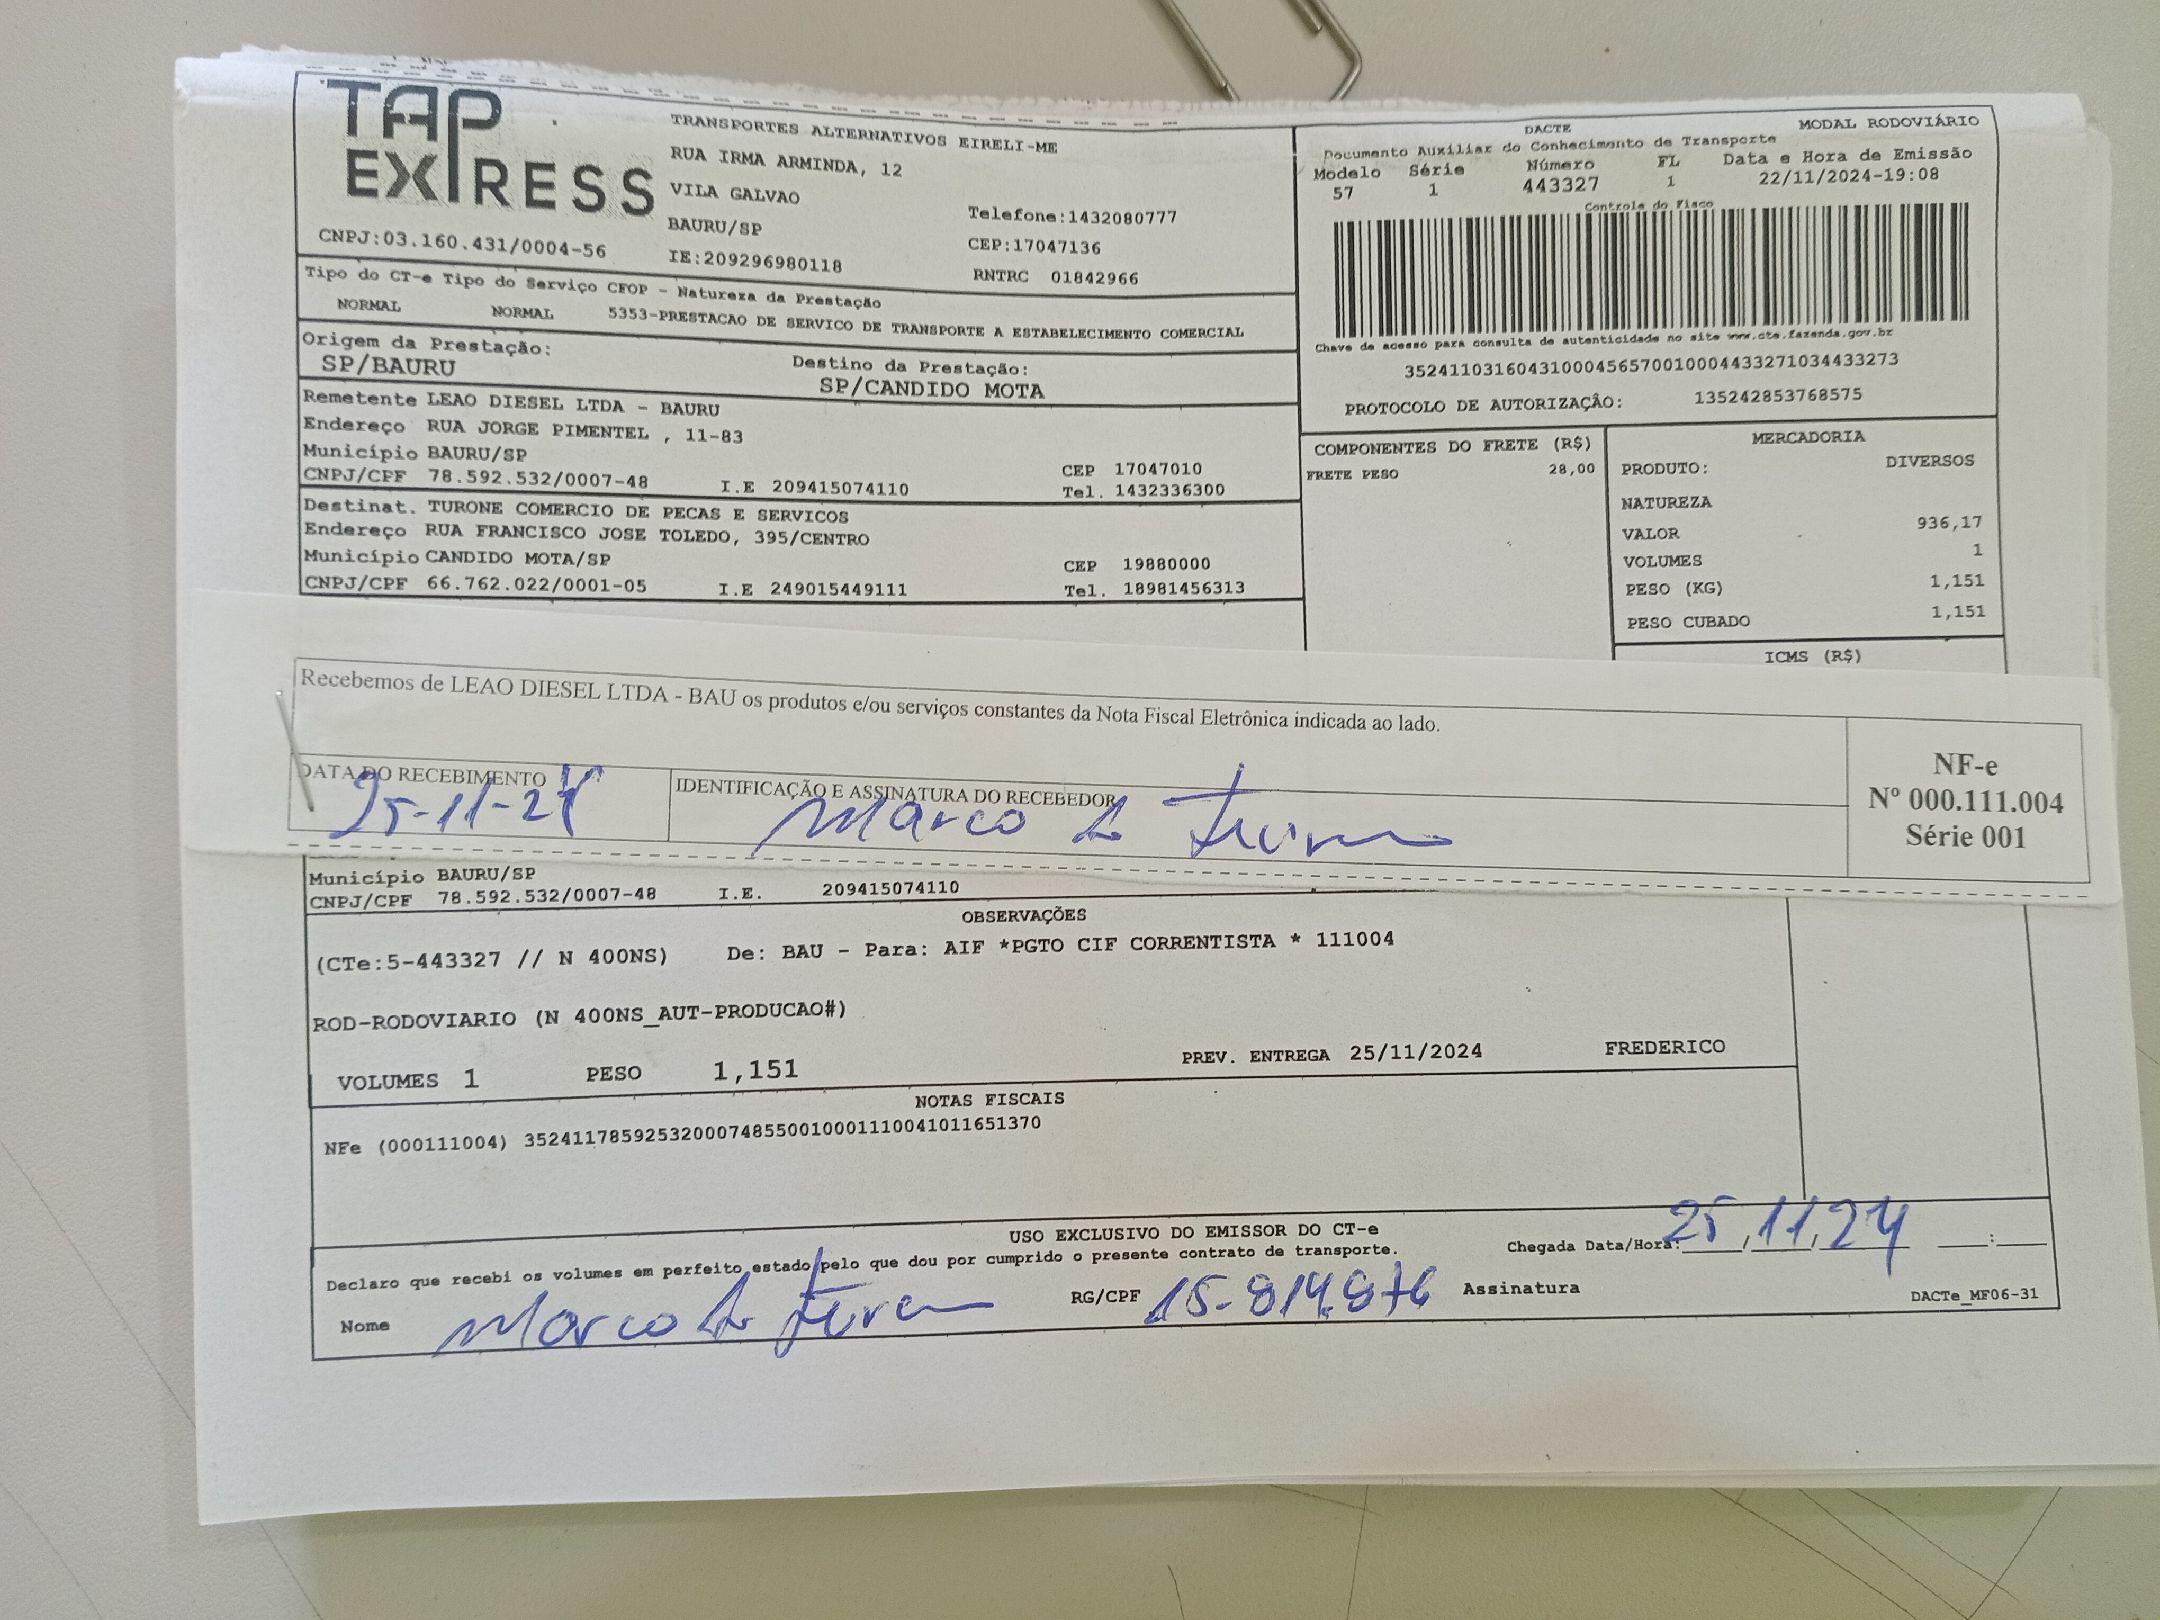 TAP EXPRESS
TRANSPORTES ALTERNATIVOS EIRELI-ME
RUA IRMA ARMINDA, 12
VILA GALVAO
BAURU/SP
Telefone:1432080777
CEP:17047136
CNPJ:03.160.431/0004-56
IE:209296980118
RNTRC 01842966
DACTE MODAL RODOVIÁRIO
Documento Auxiliar do Conhecimento de Transporte
Modelo Série Número FL Data e Hora de Emissão
57 1 443327 1 22/11/2024-19:08
Controle do Fisco
Chave de acesso para consulta de autenticidade no site www.cte.fazenda.gov.br
35241103160431000456570010004433271034433273
PROTOCOLO DE AUTORIZAÇÃO: 135242853768575
Tipo do CT-e Tipo do Serviço CFOP - Natureza da Prestação
NORMAL NORMAL 5353-PRESTACAO DE SERVICO DE TRANSPORTE A ESTABELECIMENTO COMERCIAL
Origem da Prestação:
SP/BAURU
Destino da Prestação:
SP/CANDIDO MOTA
Remetente LEAO DIESEL LTDA - BAURU
Endereço RUA JORGE PIMENTEL , 11-83
Município BAURU/SP CEP 17047010
CNPJ/CPF 78.592.532/0007-48 I.E 209415074110 Tel. 1432336300
Destinat. TURONE COMERCIO DE PECAS E SERVICOS
Endereço RUA FRANCISCO JOSE TOLEDO, 395/CENTRO
Município CANDIDO MOTA/SP CEP 19880000
CNPJ/CPF 66.762.022/0001-05 I.E 249015449111 Tel. 18981456313
COMPONENTES DO FRETE (R$)
FRETE PESO 28,00
MERCADORIA
PRODUTO: DIVERSOS
NATUREZA
VALOR 936,17
VOLUMES 1
PESO (KG) 1,151
PESO CUBADO 1,151
ICMS (R$)
Recebemos de LEAO DIESEL LTDA - BAU os produtos e/ou serviços constantes da Nota Fiscal Eletrônica indicada ao lado.
DATA DO RECEBIMENTO
25-11-24
IDENTIFICAÇÃO E ASSINATURA DO RECEBEDOR
Marco
NF-e
Nº 000.111.004
Série 001
Município BAURU/SP
CNPJ/CPF 78.592.532/0007-48 I.E. 209415074110
OBSERVAÇÕES
(CTe:5-443327 // N 400NS) De: BAU - Para: AIF *PGTO CIF CORRENTISTA * 111004
ROD-RODOVIARIO (N 400NS_AUT-PRODUCAO#)
VOLUMES 1 PESO 1,151 PREV. ENTREGA 25/11/2024 FREDERICO
NOTAS FISCAIS
NFe (000111004) 35241178592532000748550010001110041011651370
USO EXCLUSIVO DO EMISSOR DO CT-e
Declaro que recebi os volumes em perfeito estado pelo que dou por cumprido o presente contrato de transporte.
Chegada Data/Hora: 25,11,24 :
Nome Marco RG/CPF 15-814.876 Assinatura
DACTe_MF06-31